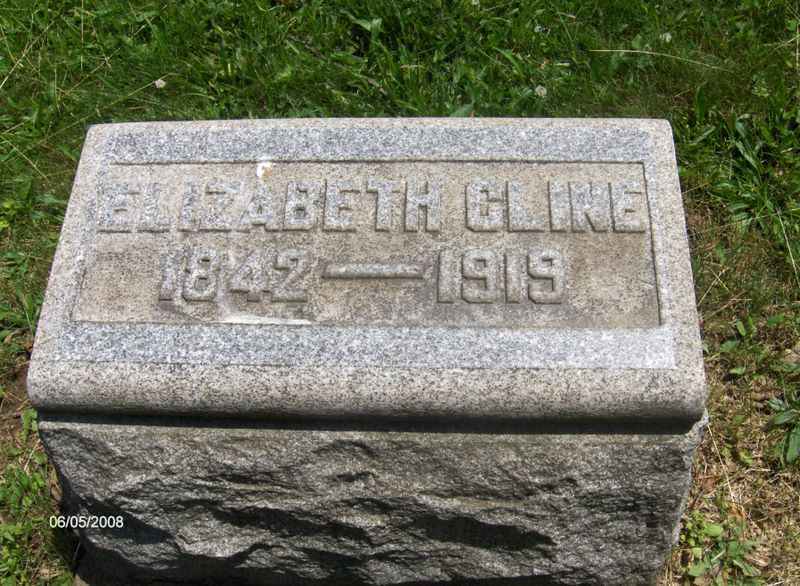 ELIZABETH CLINE
1842 — 1919
06/05/2008